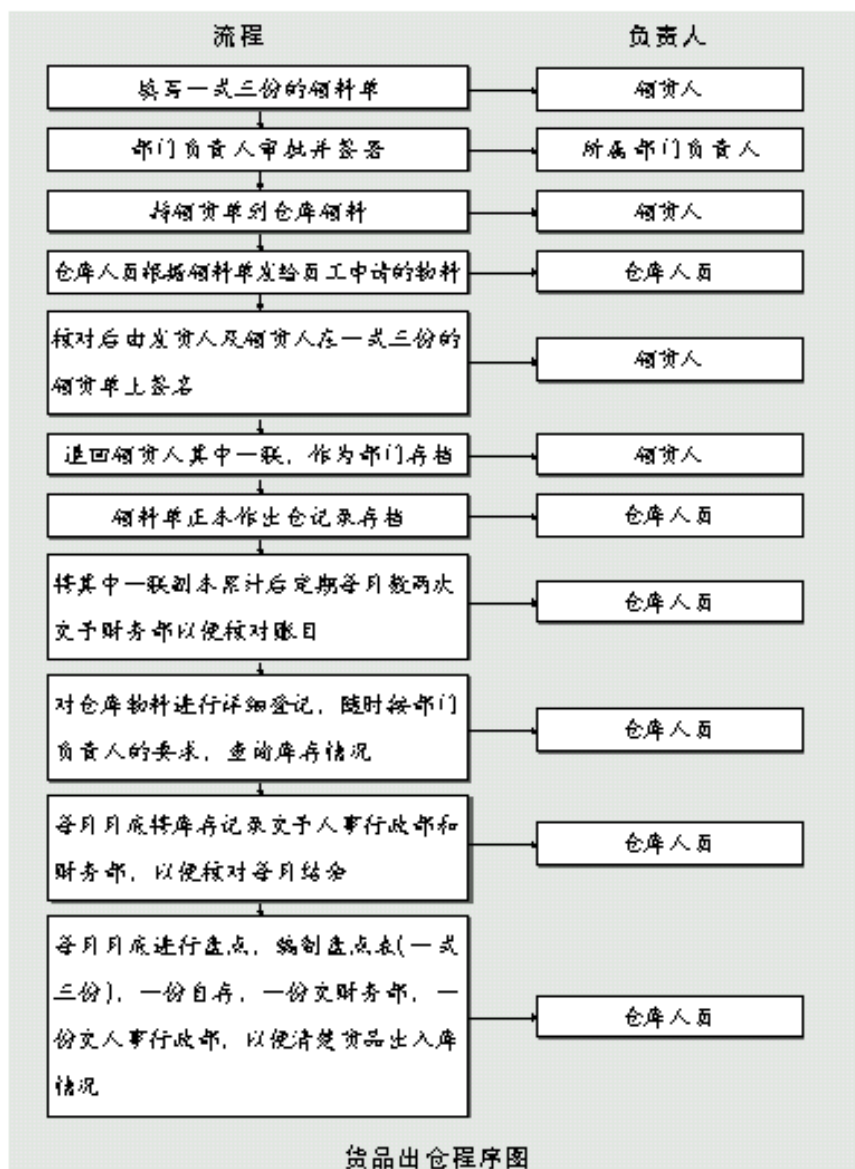 流程 负责人
填写一式三份的领料单
领货人
部门负责人审批并签署
所属部门负责人
持领货单到仓库领料
领货人
仓库人员根据领料单发给员工申请的物料
仓库人员
核对后由发货人及领货人在一式三份的
领货单上签名
领货人
退回领货人其中一联，作为部门存档
领货人
领料单正本作出仓记录存档
仓库人员
将其中一联副本累计后定期每月数两次
交予财务部以便核对账目
仓库人员
对仓库物料进行详细登记，随时按部门
负责人的要求，查询库存情况
仓库人员
每月月底将库存记录交予人事行政部和
财务部，以便核对每月结余
仓库人员
每月月底进行盘点，编制盘点表(一式
三份)，一份自存，一份交财务部，一
份交人事行政部，以便清楚货品出入库
情况
仓库人员
货品出仓程序图